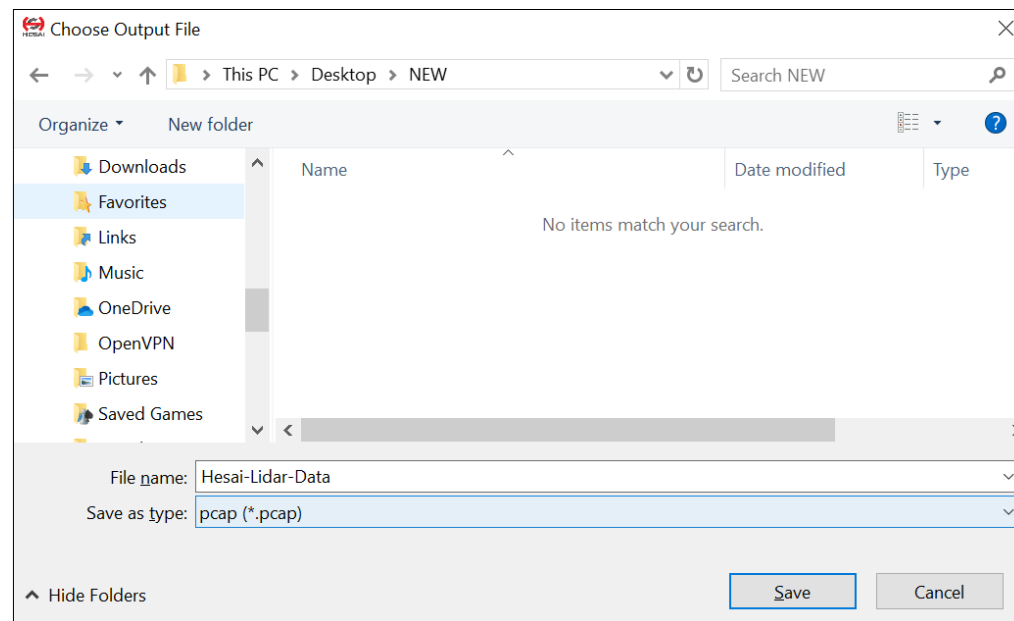 HESAI Choose Output File
This PC > Desktop > NEW
Search NEW
Organize
New folder
?
Downloads
Name
Date modified
Type
Favorites
No items match your search.
Links
Music
OneDrive
OpenVPN
Pictures
Saved Games
File name: Hesai-Lidar-Data
Save as type: pcap (*.pcap)
Hide Folders
Save
Cancel